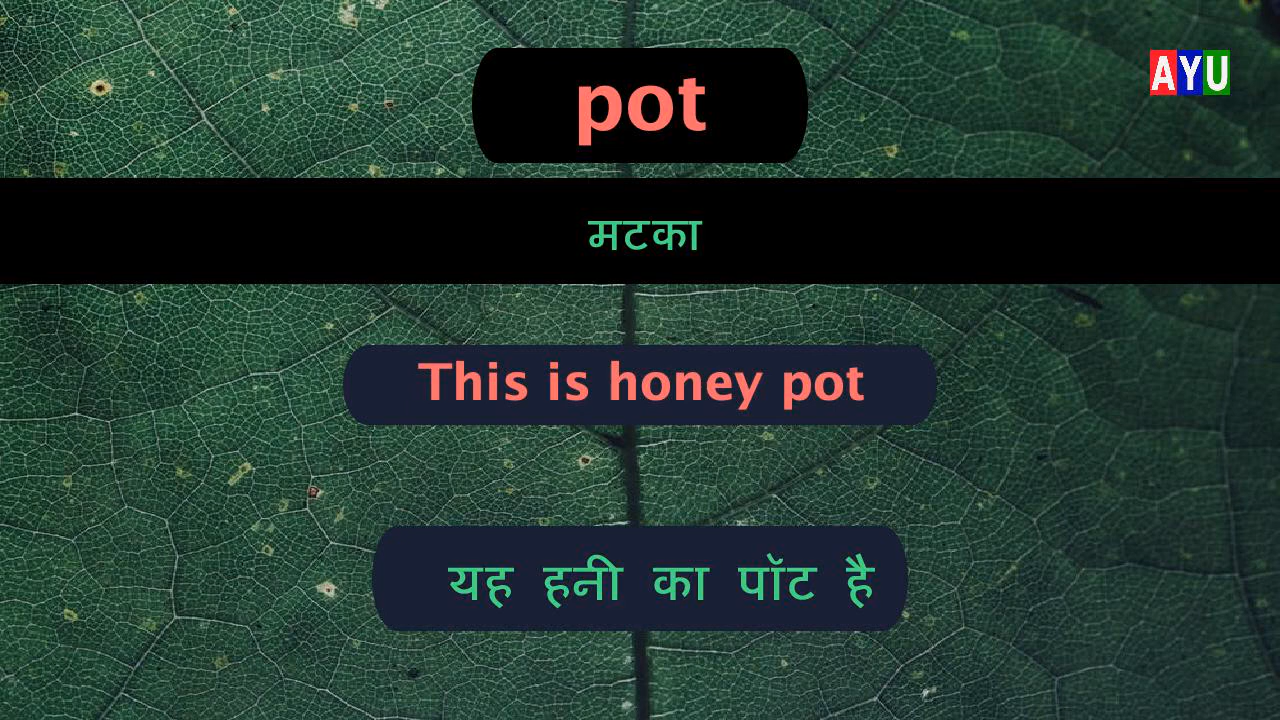 pot
AYU
मटका
This is honey pot
यह हनी का पॉट है